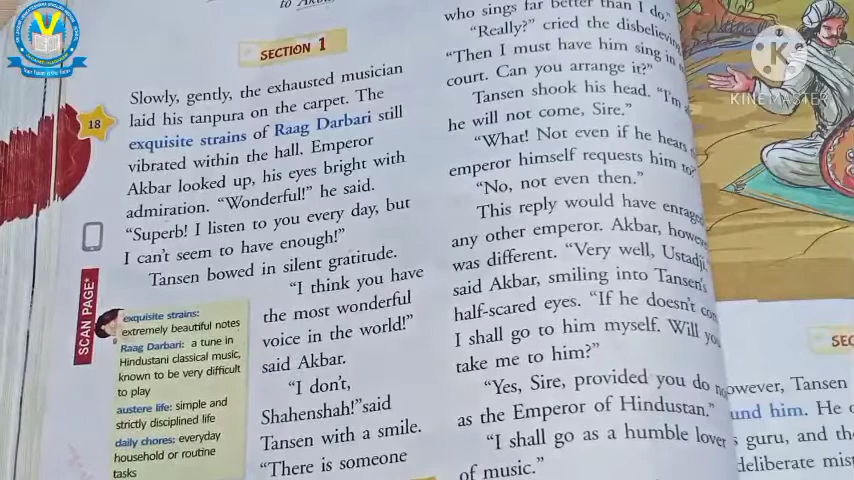 to Akbar
SECTION 1
Slowly, gently, the exhausted musician
laid his tanpura on the carpet. The
exquisite strains of Raag Darbari still
vibrated within the hall. Emperor
Akbar looked up, his eyes bright with
admiration. "Wonderful!" he said.
"Superb! I listen to you every day, but
I can't seem to have enough!"
Tansen bowed in silent gratitude.
"I think you have
the most wonderful
voice in the world!"
said Akbar.
"I don't,
Shahenshah!"said
Tansen with a smile.
"There is someone
18
SCAN PAGE*
exquisite strains:
extremely beautiful notes
Raag Darbari: a tune in
Hindustani classical music,
known to be very difficult
to play
austere life: simple and
strictly disciplined life
daily chores: everyday
household or routine
tasks
who sings far better than I do."
"Really?" cried the disbelieving
"Then I must have him sing in
court. Can you arrange it?"
Tansen shook his head. "I'm
he will not come, Sire."
"What! Not even if he hears
emperor himself requests him to?"
"No, not even then."
This reply would have enraged
any other emperor. Akbar, however
was different. "Very well, Ustadji,"
said Akbar, smiling into Tansen's
half-scared eyes. "If he doesn't com
I shall go to him myself. Will you
take me to him?"
"Yes, Sire, provided you do no
as the Emperor of Hindustan."
"I shall go as a humble lover
of music."
SEC
owever, Tansen
und him. He
s guru, and the
deliberate mist
K
KINEMASTER